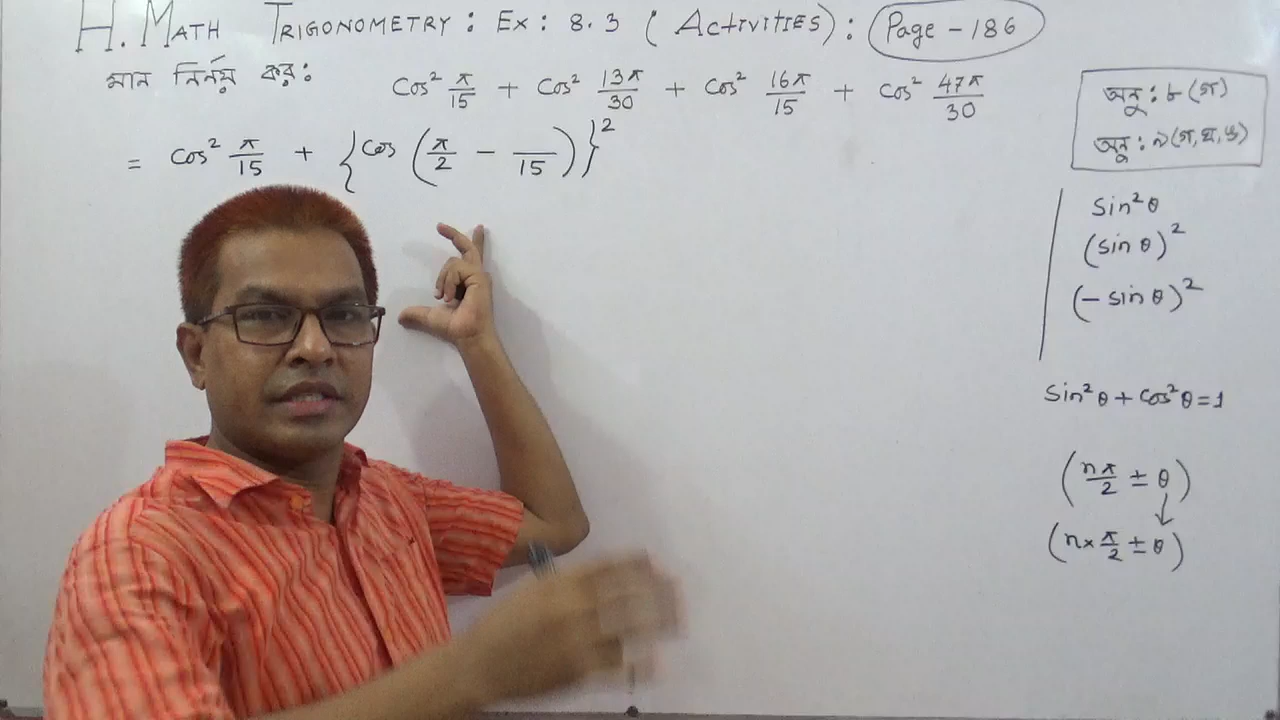 H. MATH TRIGONOMETRY : Ex : 8.3 ( Activities ) : Page - 186
মান নির্নয় কর : cos² π/15 + cos² 13π/30 + cos² 16π/15 + cos² 47π/30
= cos² π/15 + {cos (π/2 - /15)}²
অনু : ৮ (গ)
অনু : ৯ (গ, ঘ, ঙ)
sin²θ
(sin θ)²
(- sin θ)²
sin²θ + cos²θ = 1
(nπ/2 ± θ)
↓
(n × π/2 ± θ)